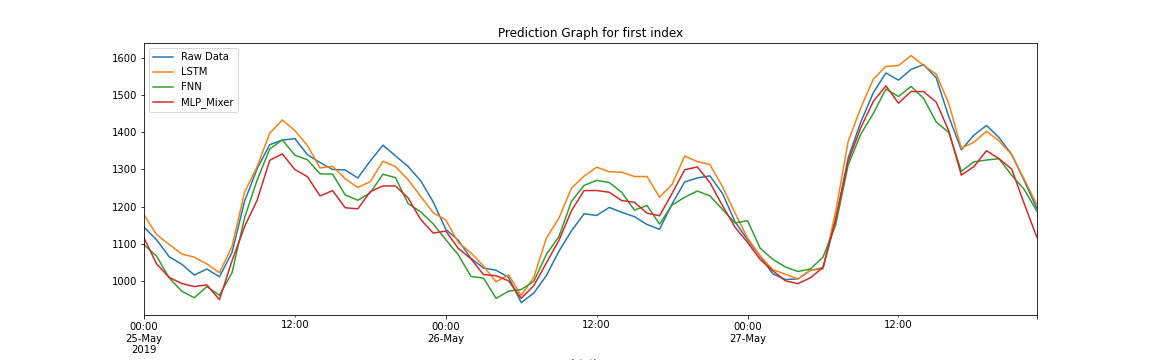 Prediction Graph for first index
Raw Data
LSTM
FNN
MLP_Mixer
1600
1500
1400
1300
1200
1100
1000
00:00 12:00 00:00 12:00 00:00 12:00
25-May 26-May 27-May
2019